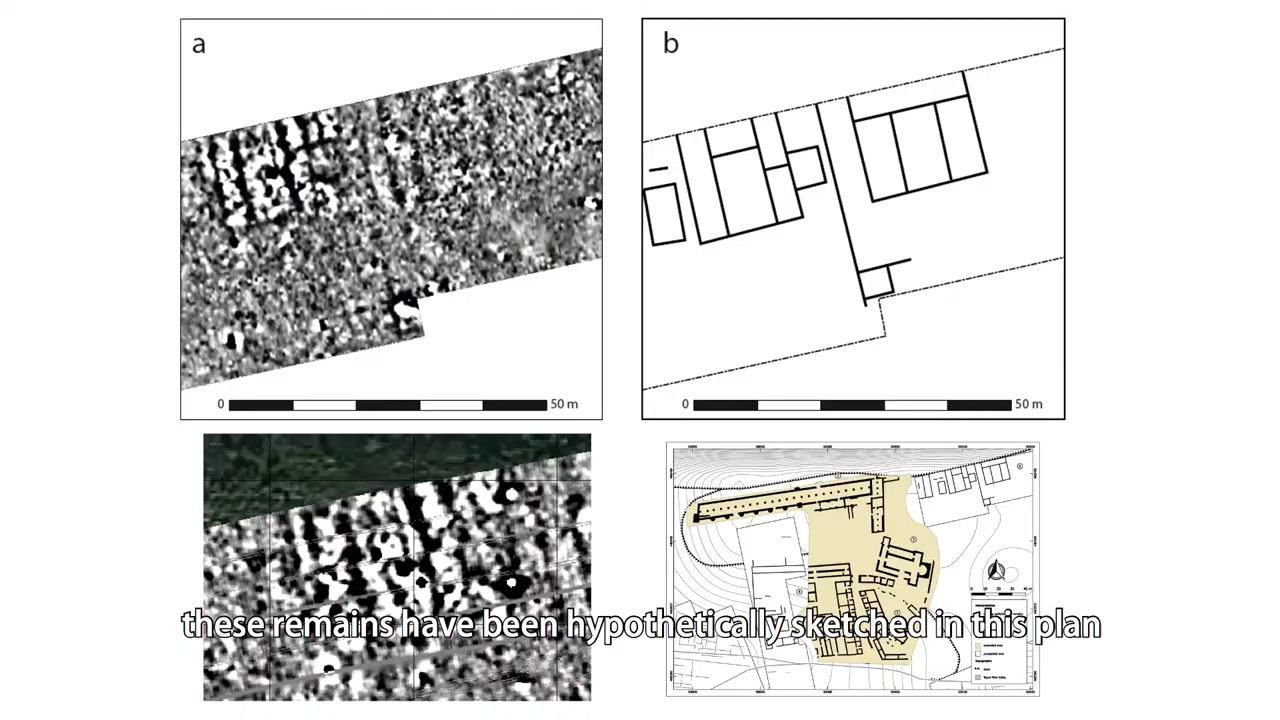 a
b
0
50 m
0
50 m
these remains have been hypothetically sketched in this plan